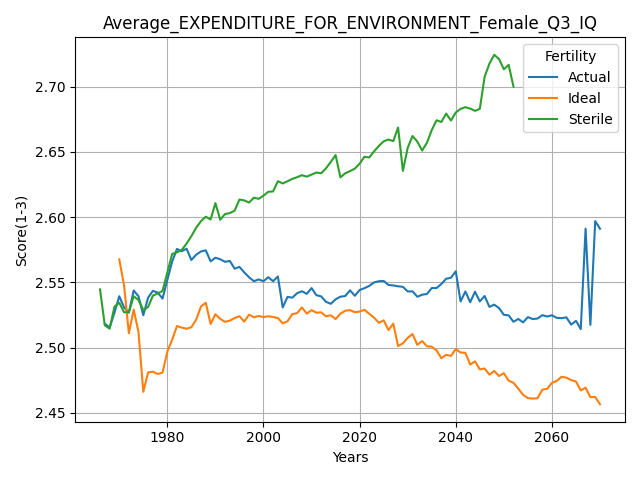 Average_EXPENDITURE_FOR_ENVIRONMENT_Female_Q3_IQ
Fertility
Actual
Ideal
Sterile
Score(1-3)
2.70
2.65
2.60
2.55
2.50
2.45
1980 2000 2020 2040 2060
Years